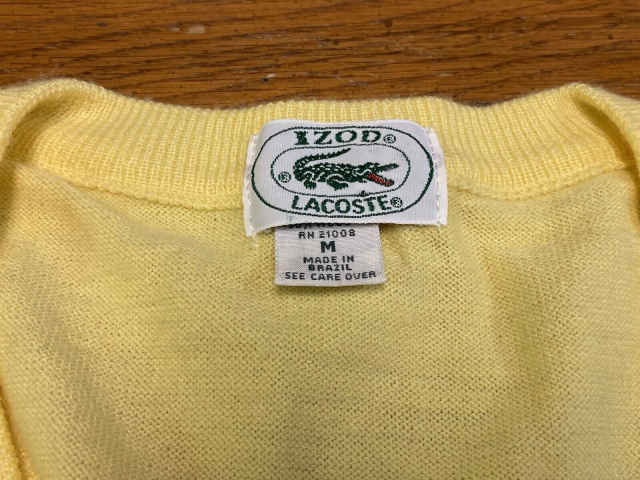 IZOD®
®
®
LACOSTE®
RN 21008
M
MADE IN
BRAZIL
SEE CARE OVER